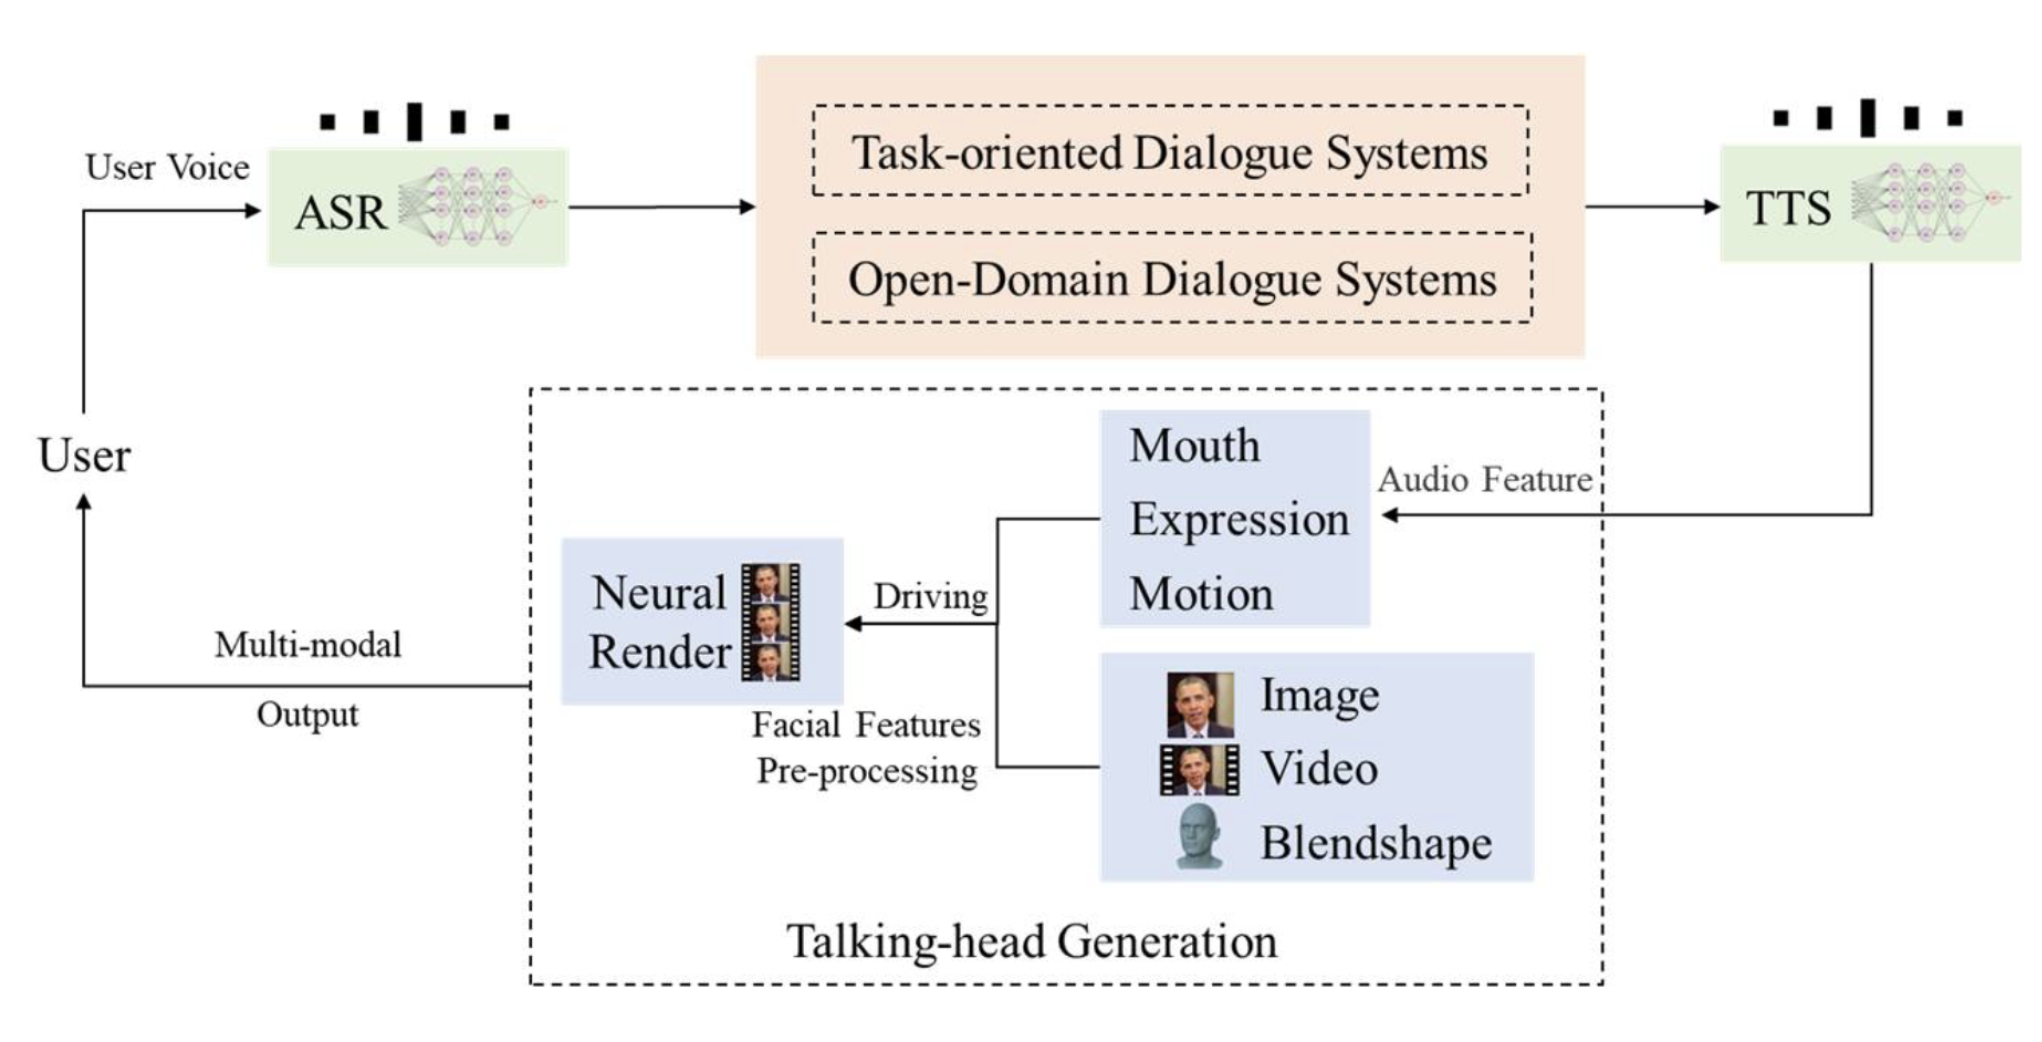 User Voice
ASR
Task-oriented Dialogue Systems
Open-Domain Dialogue Systems
TTS
User
Mouth
Expression
Motion
Audio Feature
Neural
Render
Driving
Facial Features
Pre-processing
Image
Video
Blendshape
Multi-modal
Output
Talking-head Generation